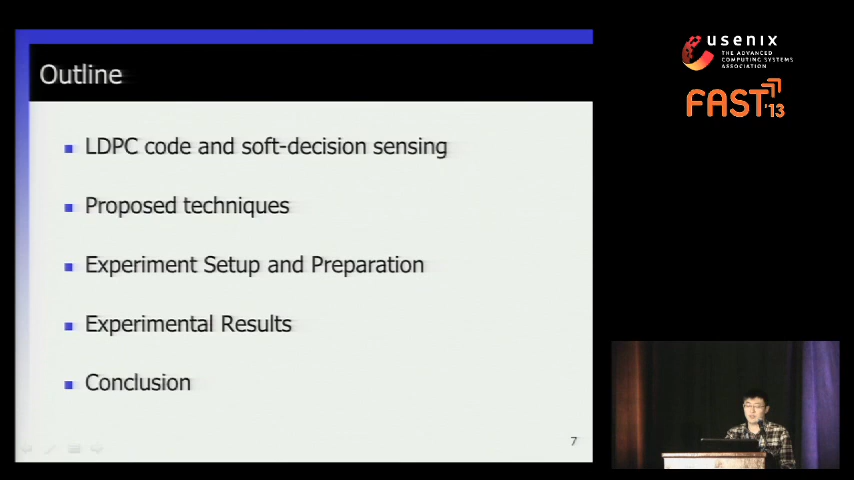 Outline
LDPC code and soft-decision sensing
Proposed techniques
Experiment Setup and Preparation
Experimental Results
Conclusion
7
usenix
THE ADVANCED
COMPUTING SYSTEMS
ASSOCIATION
FAST'13